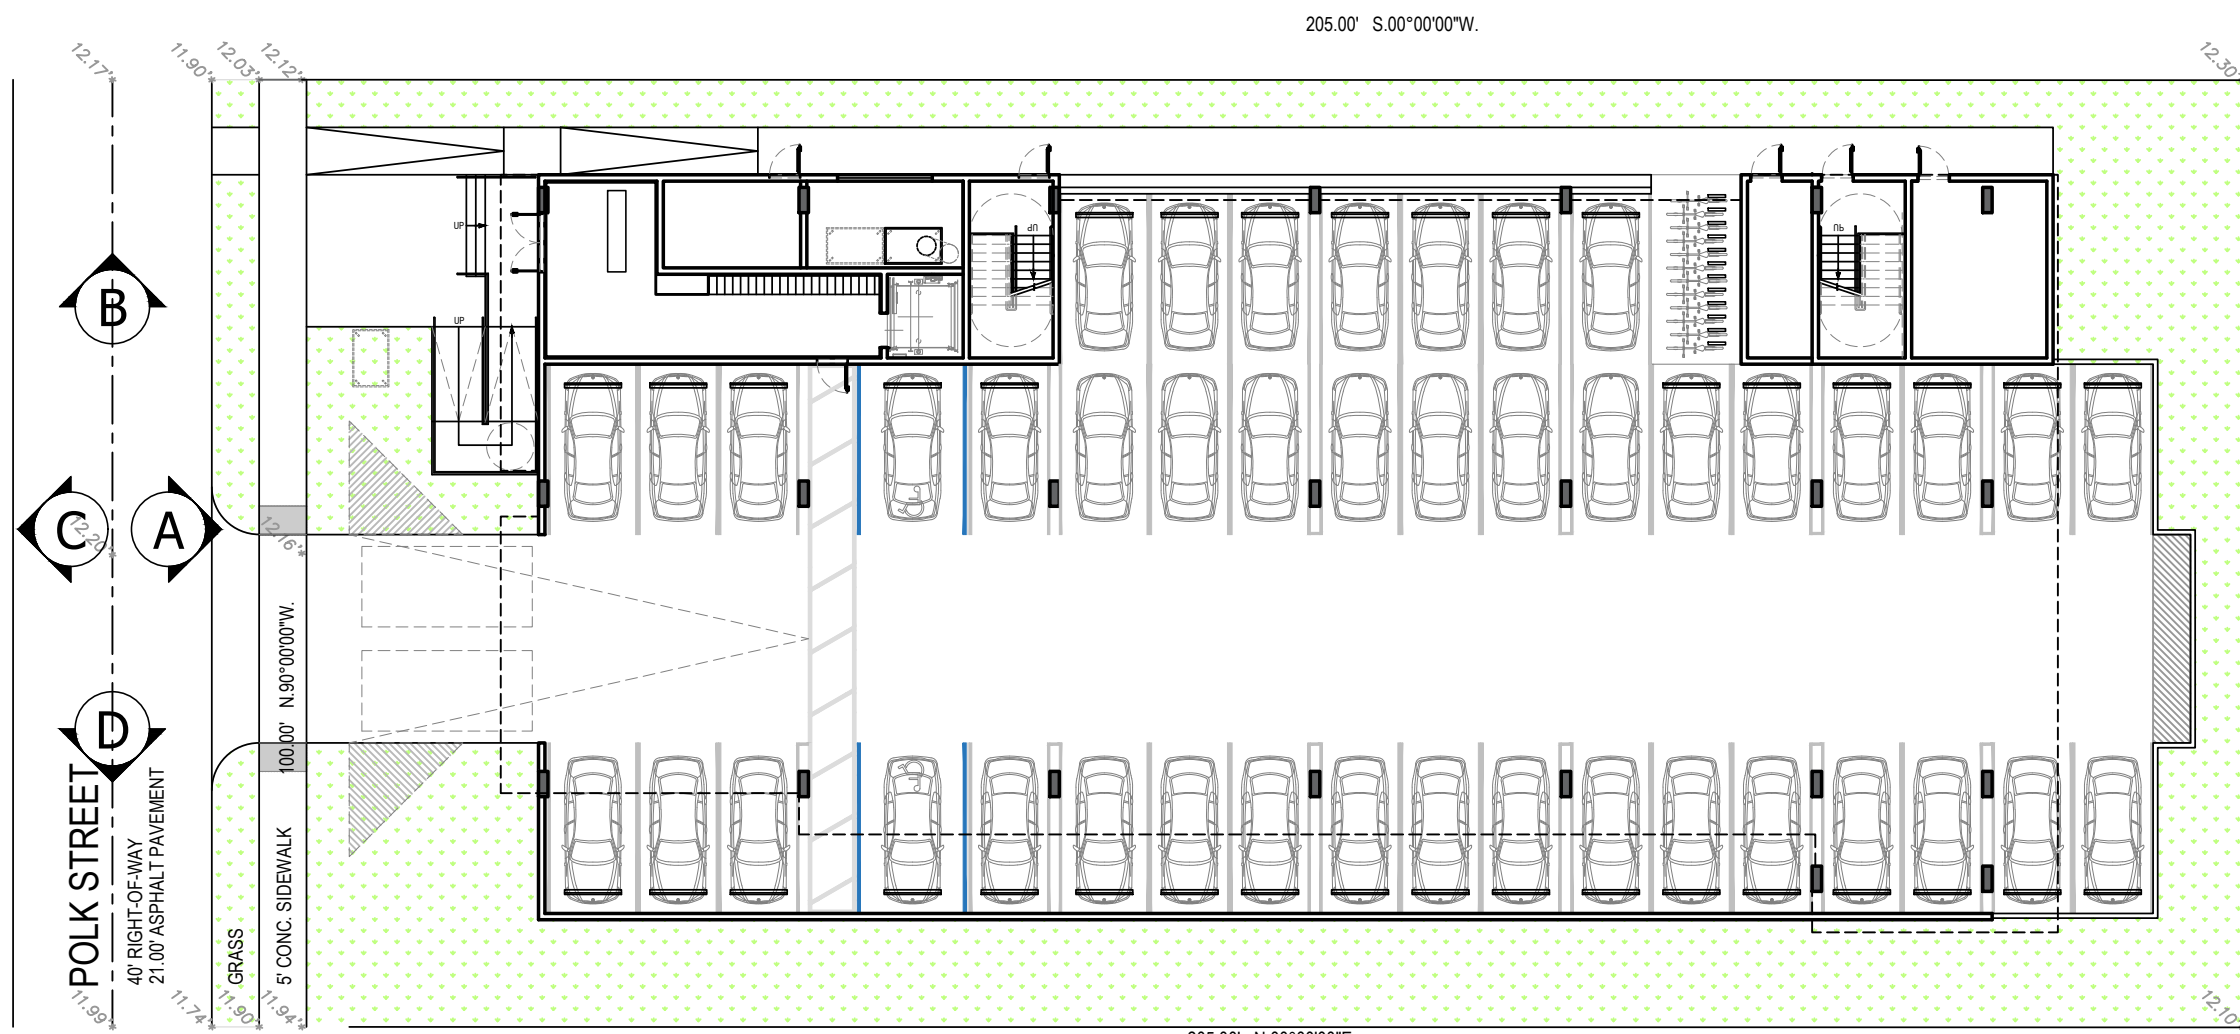 205.00' S.00°00'00"W.
12.17'
11.90'
12.03'
12.12'
12.30'
UP
UP
UP
UP
UP
B
C
A
12.20'
12.16'
100.00' N.90°00'00"W.
D
POLK STREET
40' RIGHT-OF-WAY
21.00' ASPHALT PAVEMENT
GRASS
5' CONC. SIDEWALK
11.99'
11.74'
11.90'
11.94'
12.10'